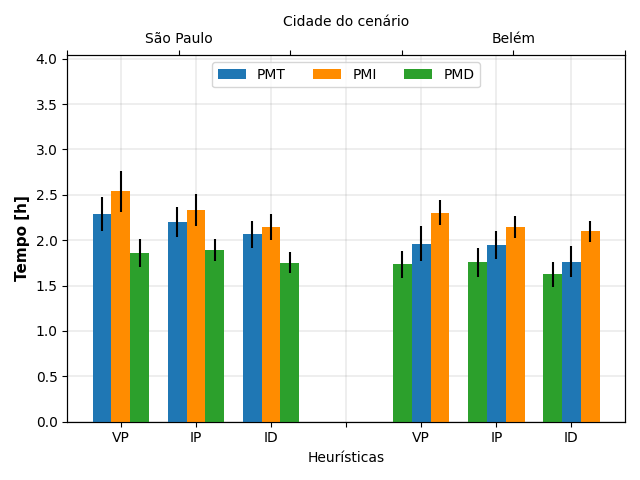 Cidade do cenário
São Paulo Belém
PMT PMI PMD
4.0
3.5
3.0
2.5
2.0
1.5
1.0
0.5
0.0
Tempo [h]
VP IP ID VP IP ID
Heurísticas